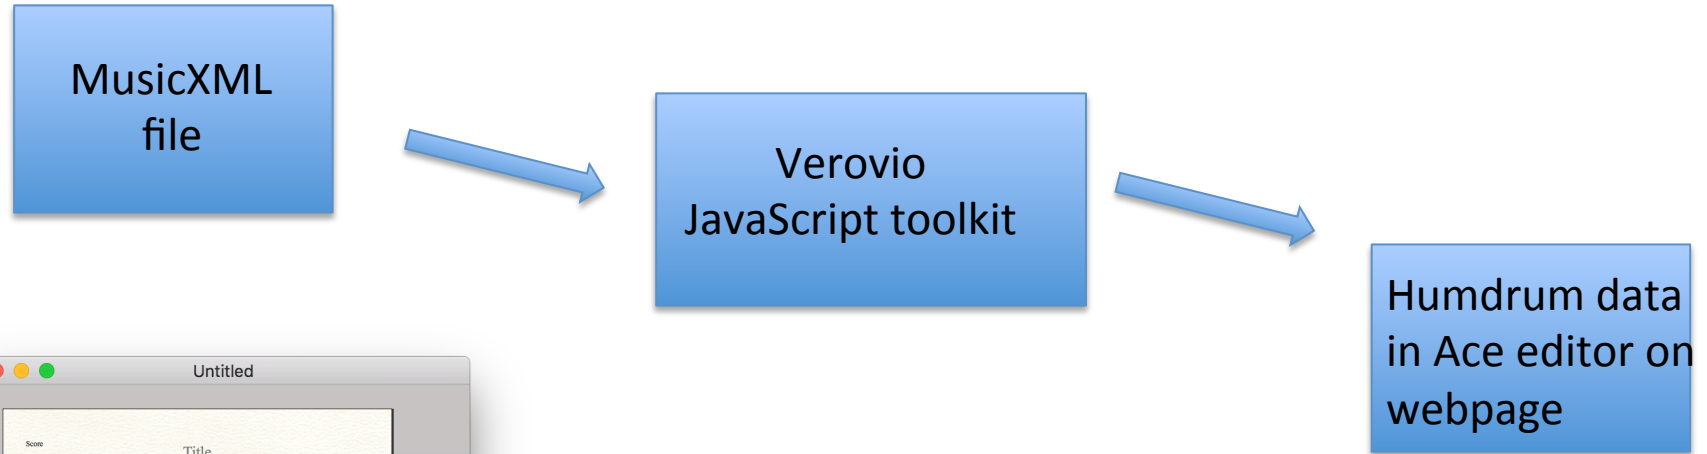 MusicXML
file
Verovio
JavaScript toolkit
Humdrum data
in Ace editor on
webpage
Untitled
Score
Title